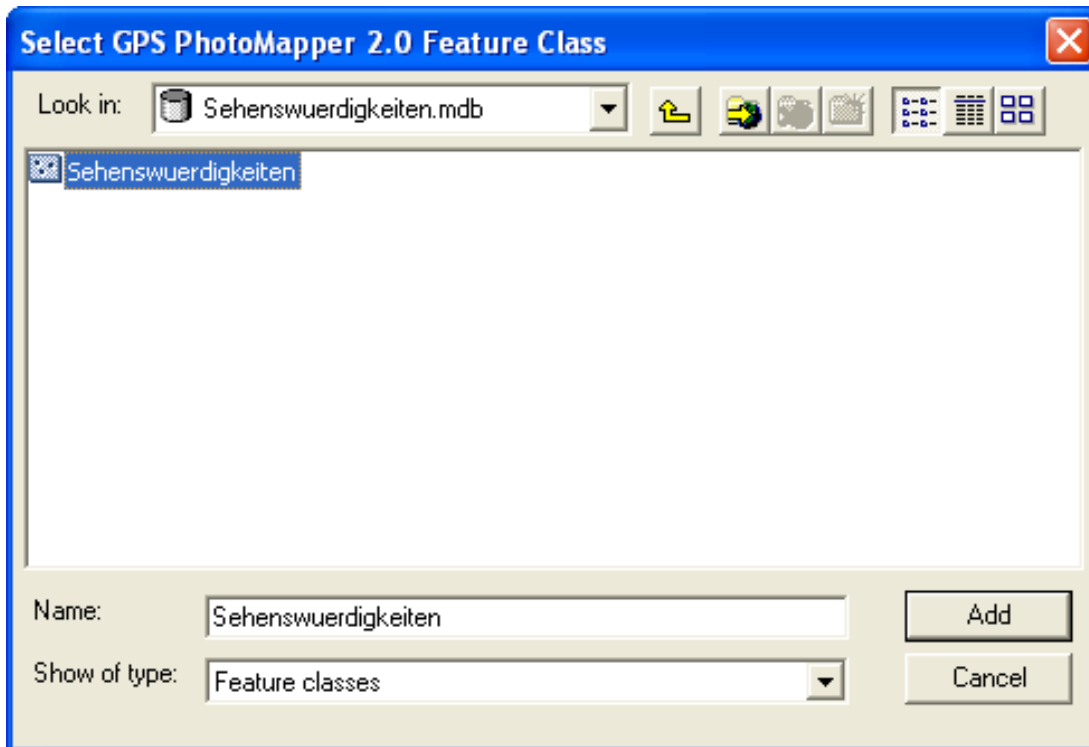 Select GPS PhotoMapper 2.0 Feature Class
Look in: Sehenswuerdigkeiten.mdb
Sehenswuerdigkeiten
Name: Sehenswuerdigkeiten
Add
Show of type: Feature classes
Cancel